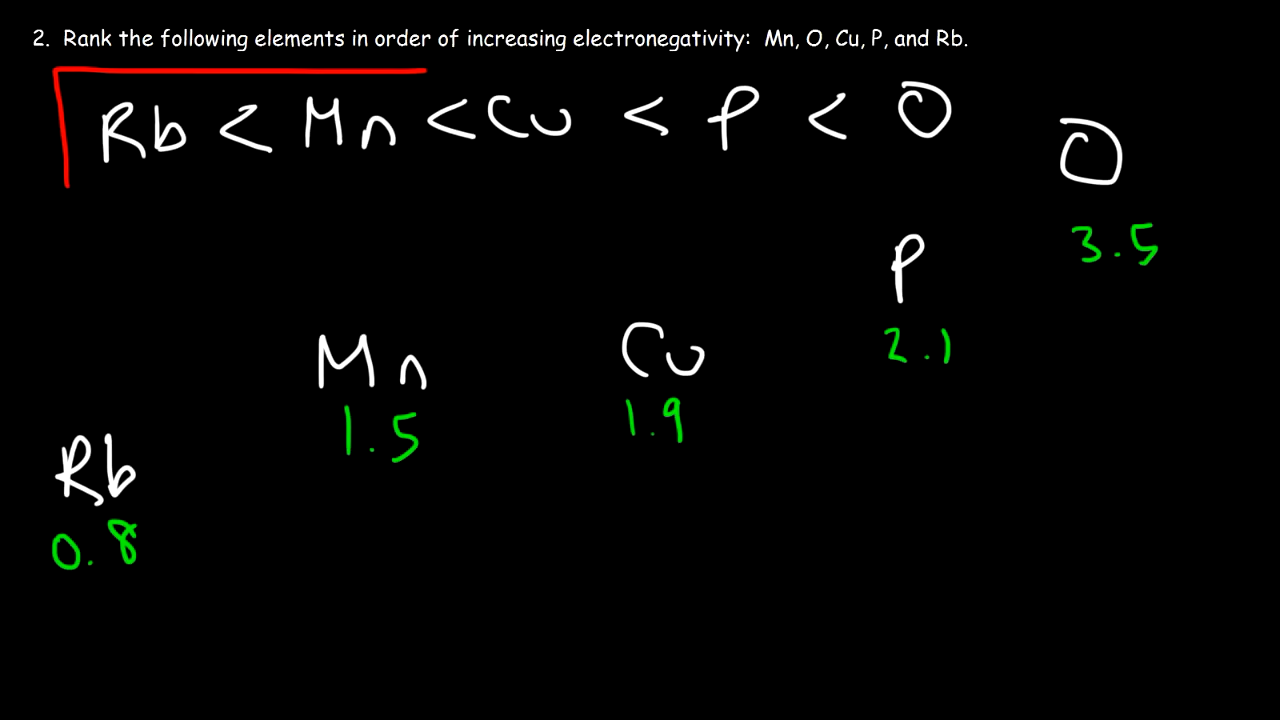 2. Rank the following elements in order of increasing electronegativity: Mn, O, Cu, P, and Rb.
Rb < Mn < Cu < P < O
O
3.5
P
2.1
Mn
1.5
Cu
1.9
Rb
0.8